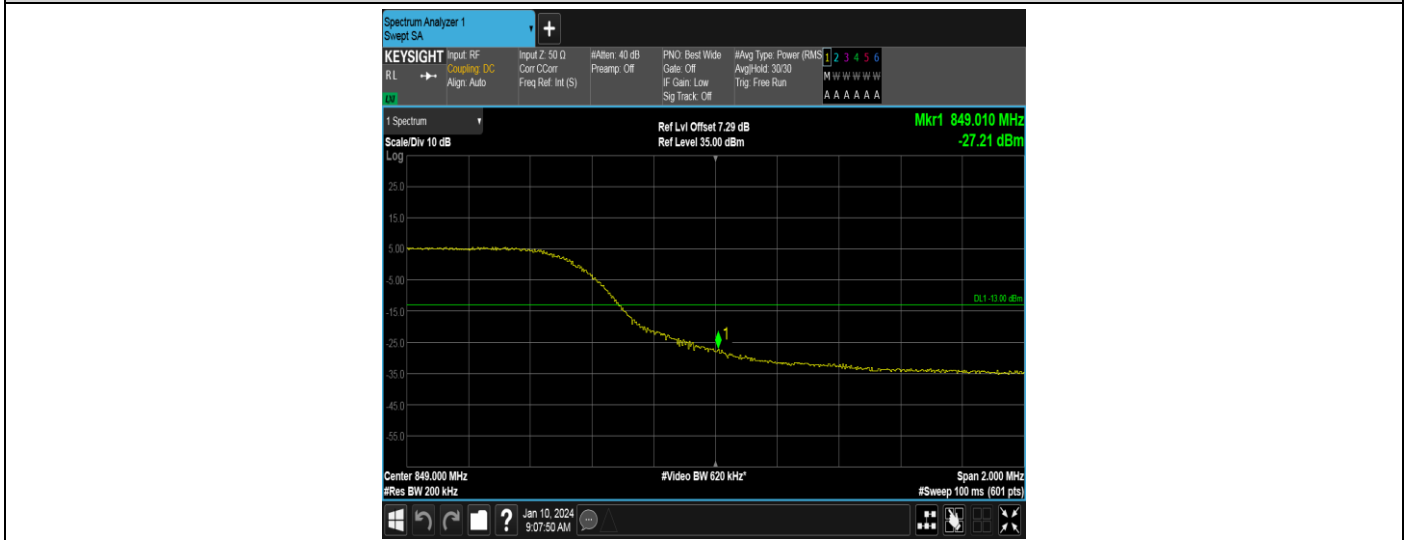 Spectrum Analyzer 1
Swept SA
+
KEYSIGHT Input: RF Input Z: 50 Ω #Atten: 40 dB PNO: Best Wide #Avg Type: Power (RMS 1 2 3 4 5 6
RL Coupling: DC Corr CCorr Preamp: Off Gate: Off Avg|Hold: 30/30 M W W W W W
Align: Auto Freq Ref: Int (S) IF Gain: Low Trig: Free Run
Sig Track: Off A A A A A A
1 Spectrum
Ref Lvl Offset 7.29 dB Mkr1 849.010 MHz
Scale/Div 10 dB Ref Level 35.00 dBm -27.21 dBm
Log
25.0
15.0
5.00
-5.00
DL1 -13.00 dBm
-15.0
1
-25.0
-35.0
-45.0
-55.0
Center 849.000 MHz #Video BW 620 kHz* Span 2.000 MHz
#Res BW 200 kHz #Sweep 100 ms (601 pts)
? Jan 10, 2024
9:07:50 AM